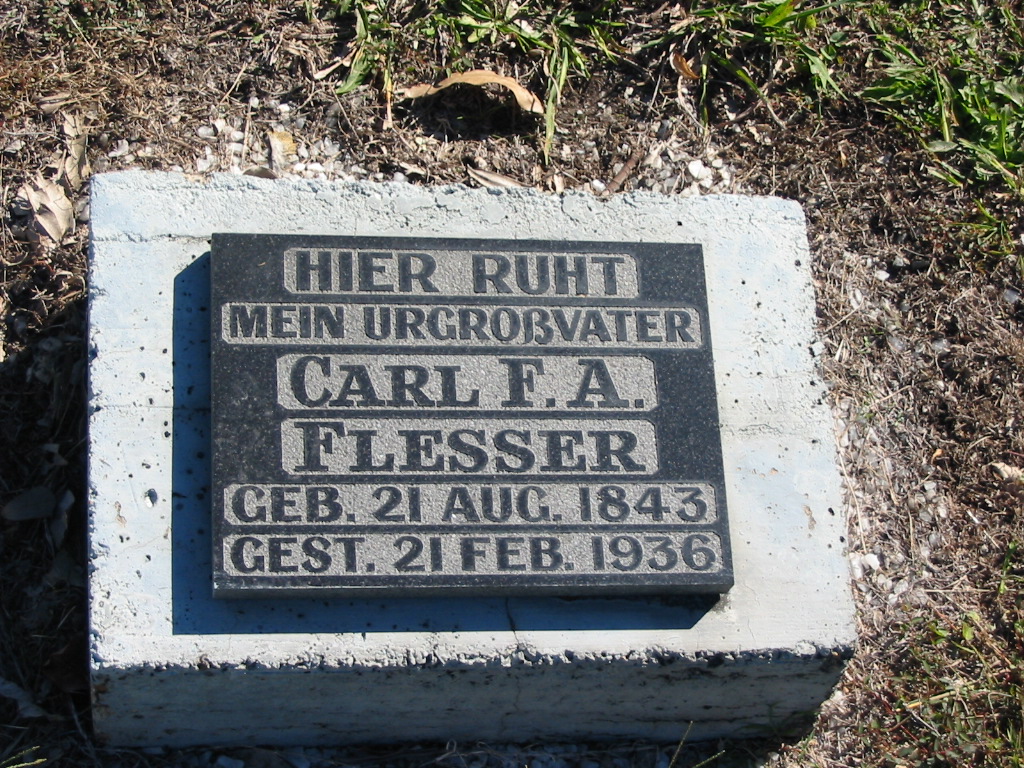 HIER RUHT
MEIN URGROßVATER
CARL F. A.
FLESSER
GEB. 21 AUG. 1843
GEST. 21 FEB. 1936